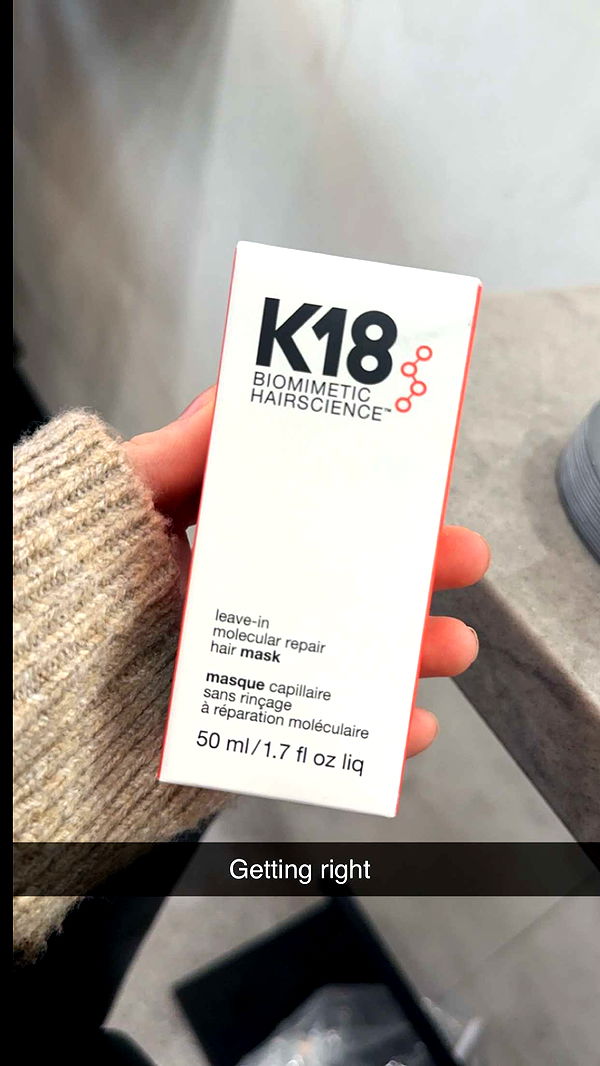 K18
BIOMIMETIC
HAIRSCIENCE™
leave-in
molecular repair
hair mask
masque capillaire
sans rinçage
à réparation moléculaire
50 ml/1.7 fl oz liq
Getting right